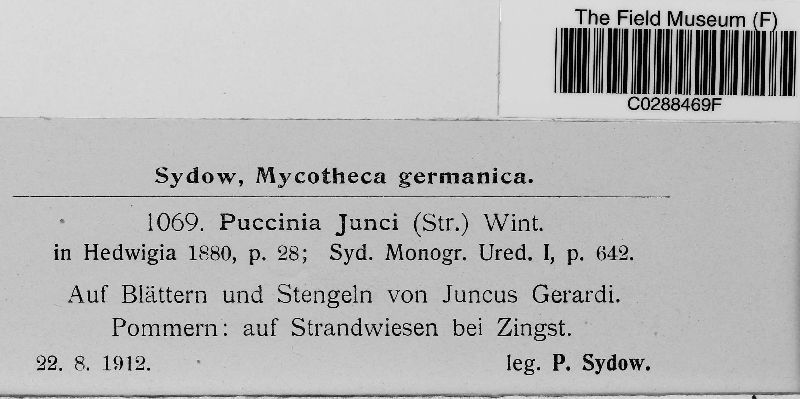 The Field Museum (F)
C0288469F
Sydow, Mycotheca germanica.
1069. Puccinia Junci (Str.) Wint.
in Hedwigia 1880, p. 28; Syd. Monogr. Ured. I, p. 642.
Auf Blättern und Stengeln von Juncus Gerardi.
Pommern: auf Strandwiesen bei Zingst.
22. 8. 1912. leg. P. Sydow.